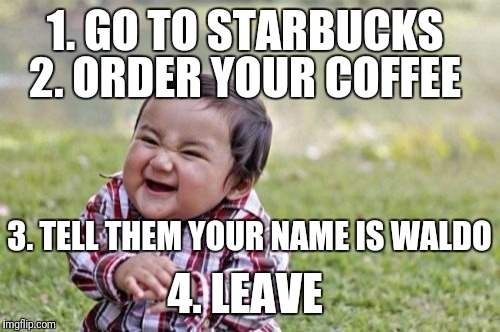 1. GO TO STARBUCKS
2. ORDER YOUR COFFEE
3. TELL THEM YOUR NAME IS WALDO
4. LEAVE
imgflip.com